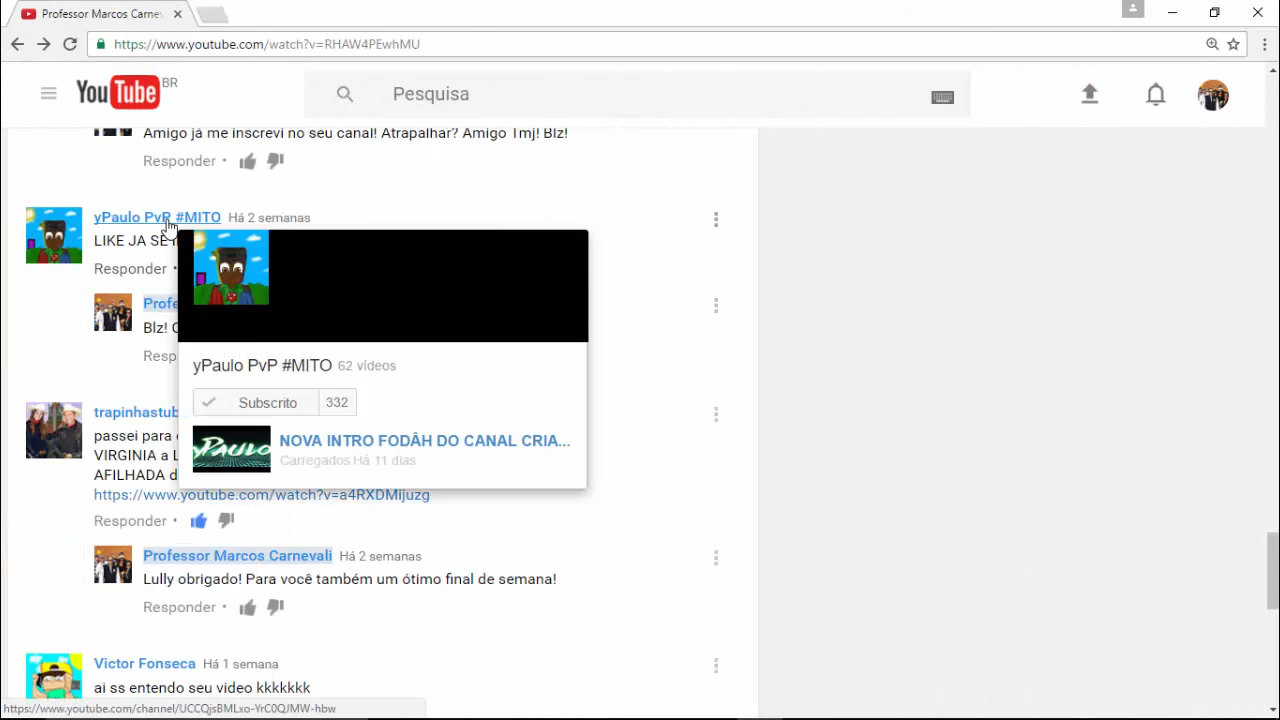 Professor Marcos Carne
https://www.youtube.com/watch?v=RHAW4PEwhMU
YouTube BR
Pesquisa
Amigo já me inscrevi no seu canal! Atrapalhar? Amigo Tmj! Blz!
Responder •
yPaulo PvP #MITO Há 2 semanas
LIKE JA SE
Responder •
yPaulo PvP #MITO 62 vídeos
Subscrito 332
NOVA INTRO FODÂH DO CANAL CRIA...
Carregados Há 11 dias
PAULO
Profe
Blz!
Resp
trapinhastub
passei para
VIRGINIA a
AFILHADA d
https://www.youtube.com/watch?v=a4RXDMijuzg
Responder •
Professor Marcos Carnevali Há 2 semanas
Lully obrigado! Para você também um ótimo final de semana!
Responder •
Victor Fonseca Há 1 semana
ai ss entendo seu video kkkkkkk
https://www.youtube.com/channel/UCCQjsBMLxo-YrC0QJMW-hbw